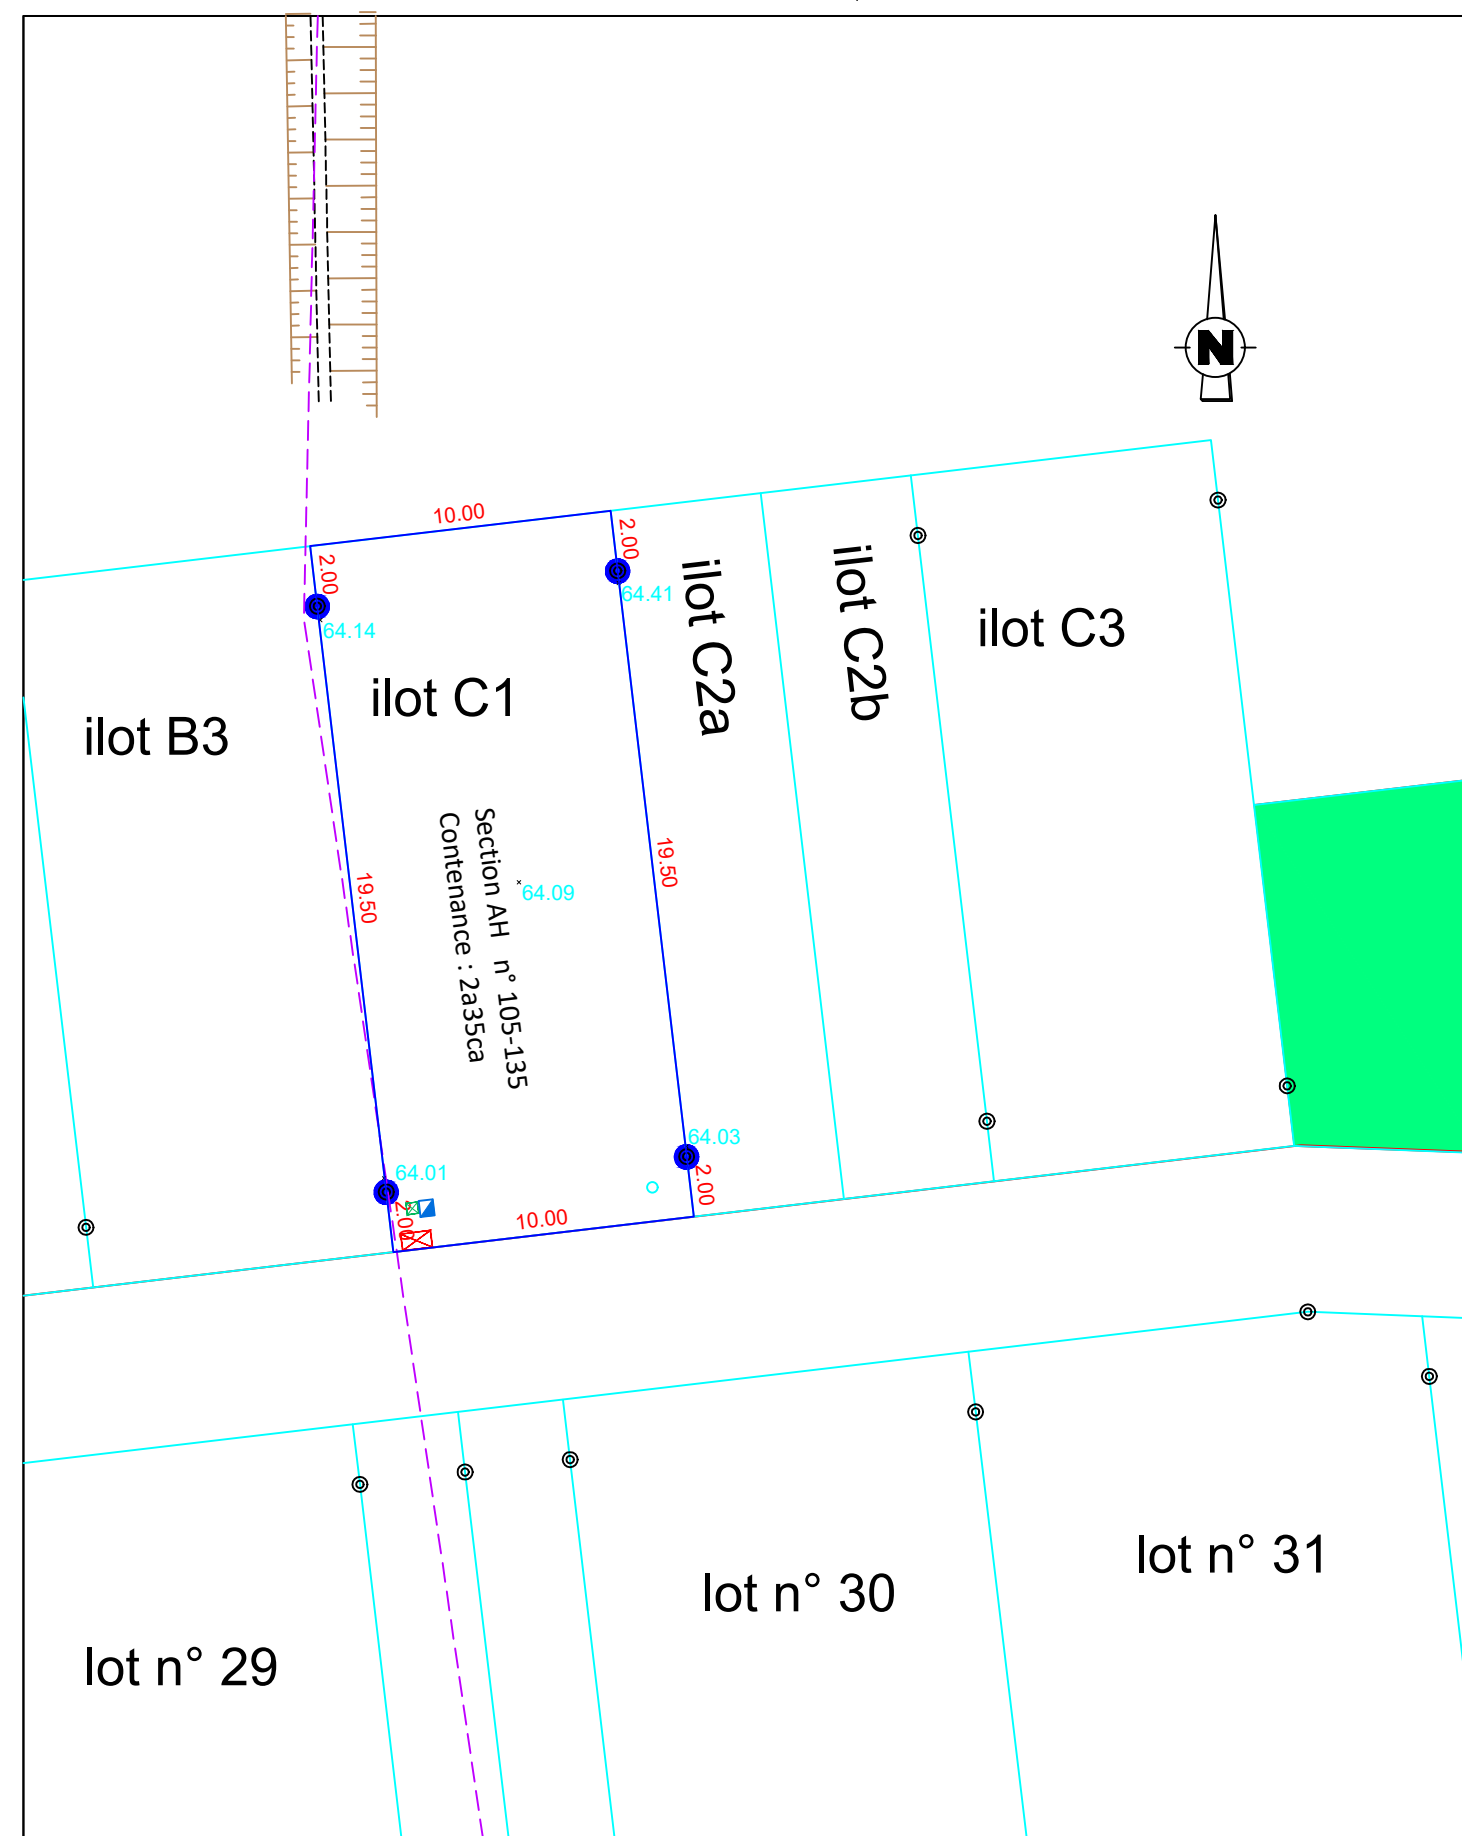 N
10.00
2.00
2.00
64.41
64.14
ilot C2a
ilot C2b
ilot C3
ilot C1
ilot B3
19.50
19.50
Section AH n° 105-135
Contenance : 2a35ca
64.09
64.03
64.01
2.00
2.00
10.00
lot n° 31
lot n° 30
lot n° 29